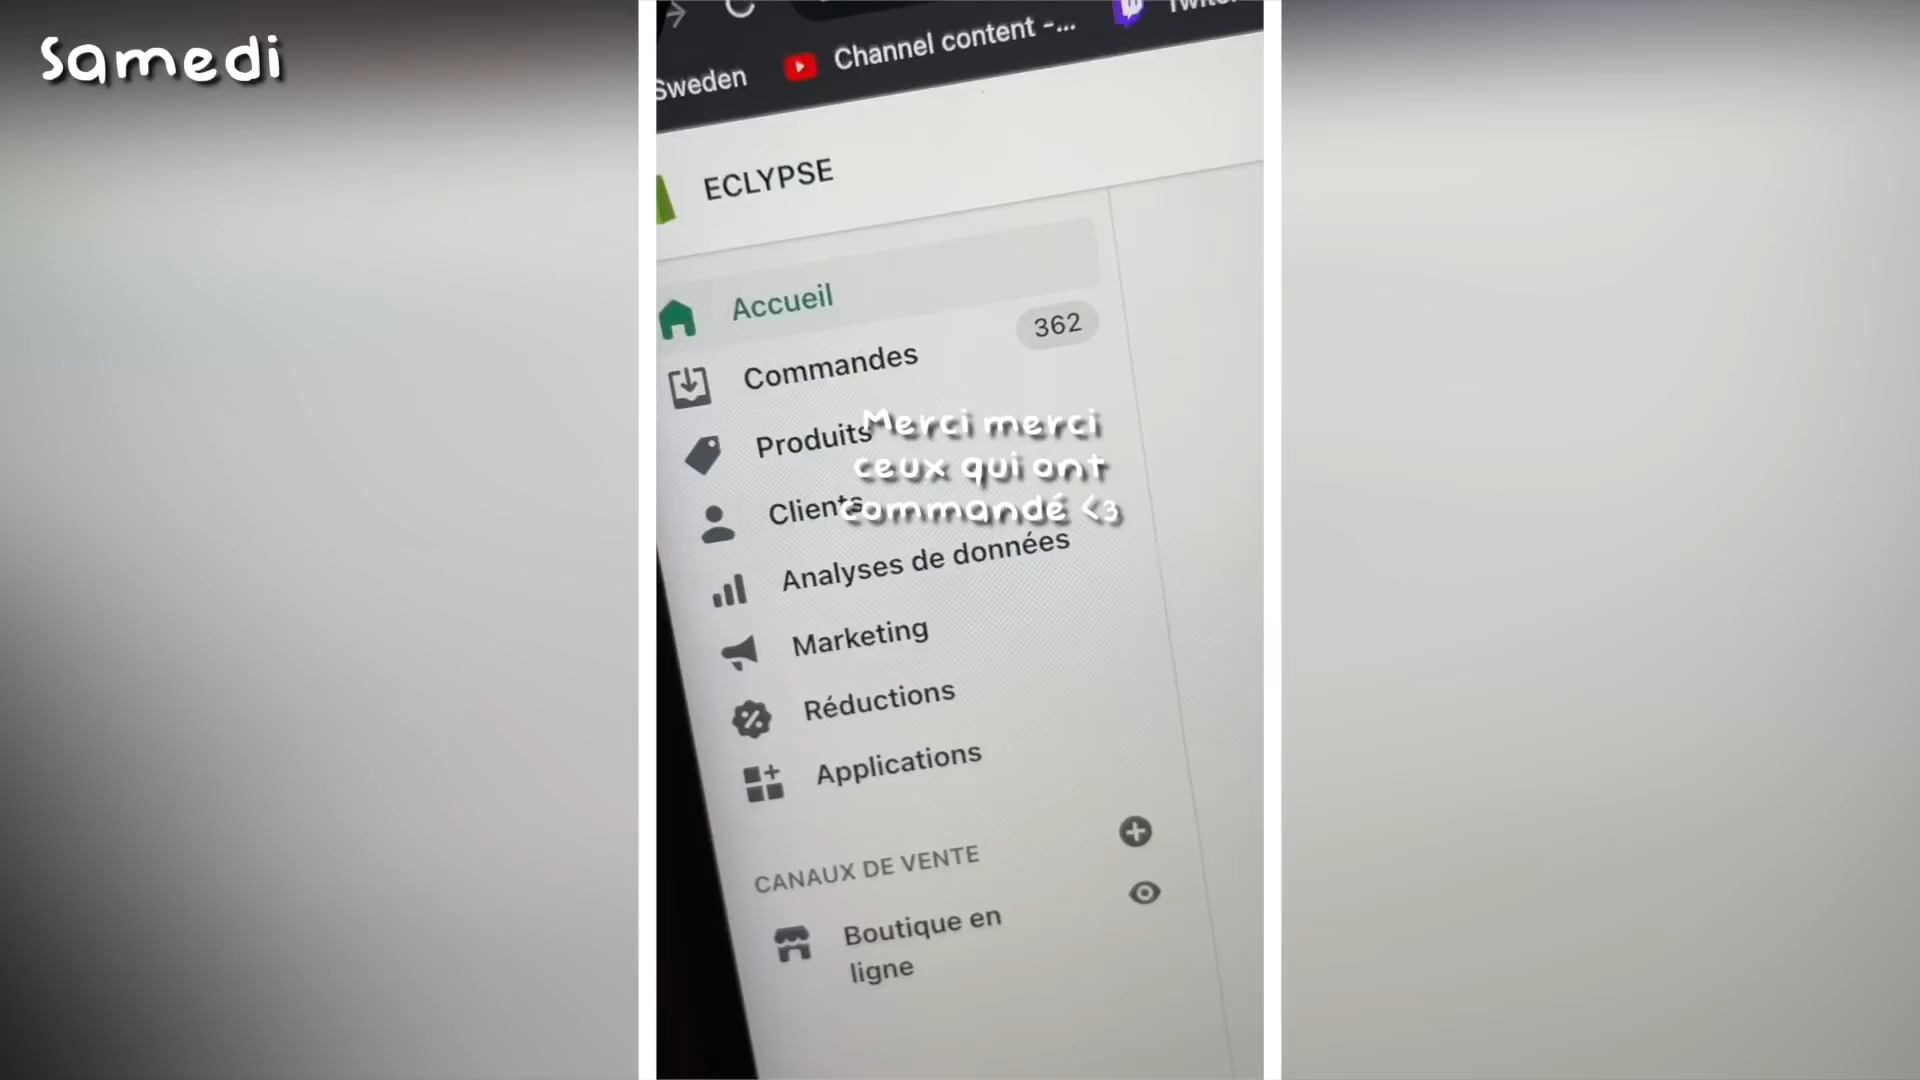 Samedi
Sweden
Channel content -...
ECLYPSE
Accueil
Commandes
362
Produits
Clients
Analyses de données
Marketing
Réductions
Applications
CANAUX DE VENTE
Boutique en
ligne
Merci merci
ceux qui ont
commandé <3